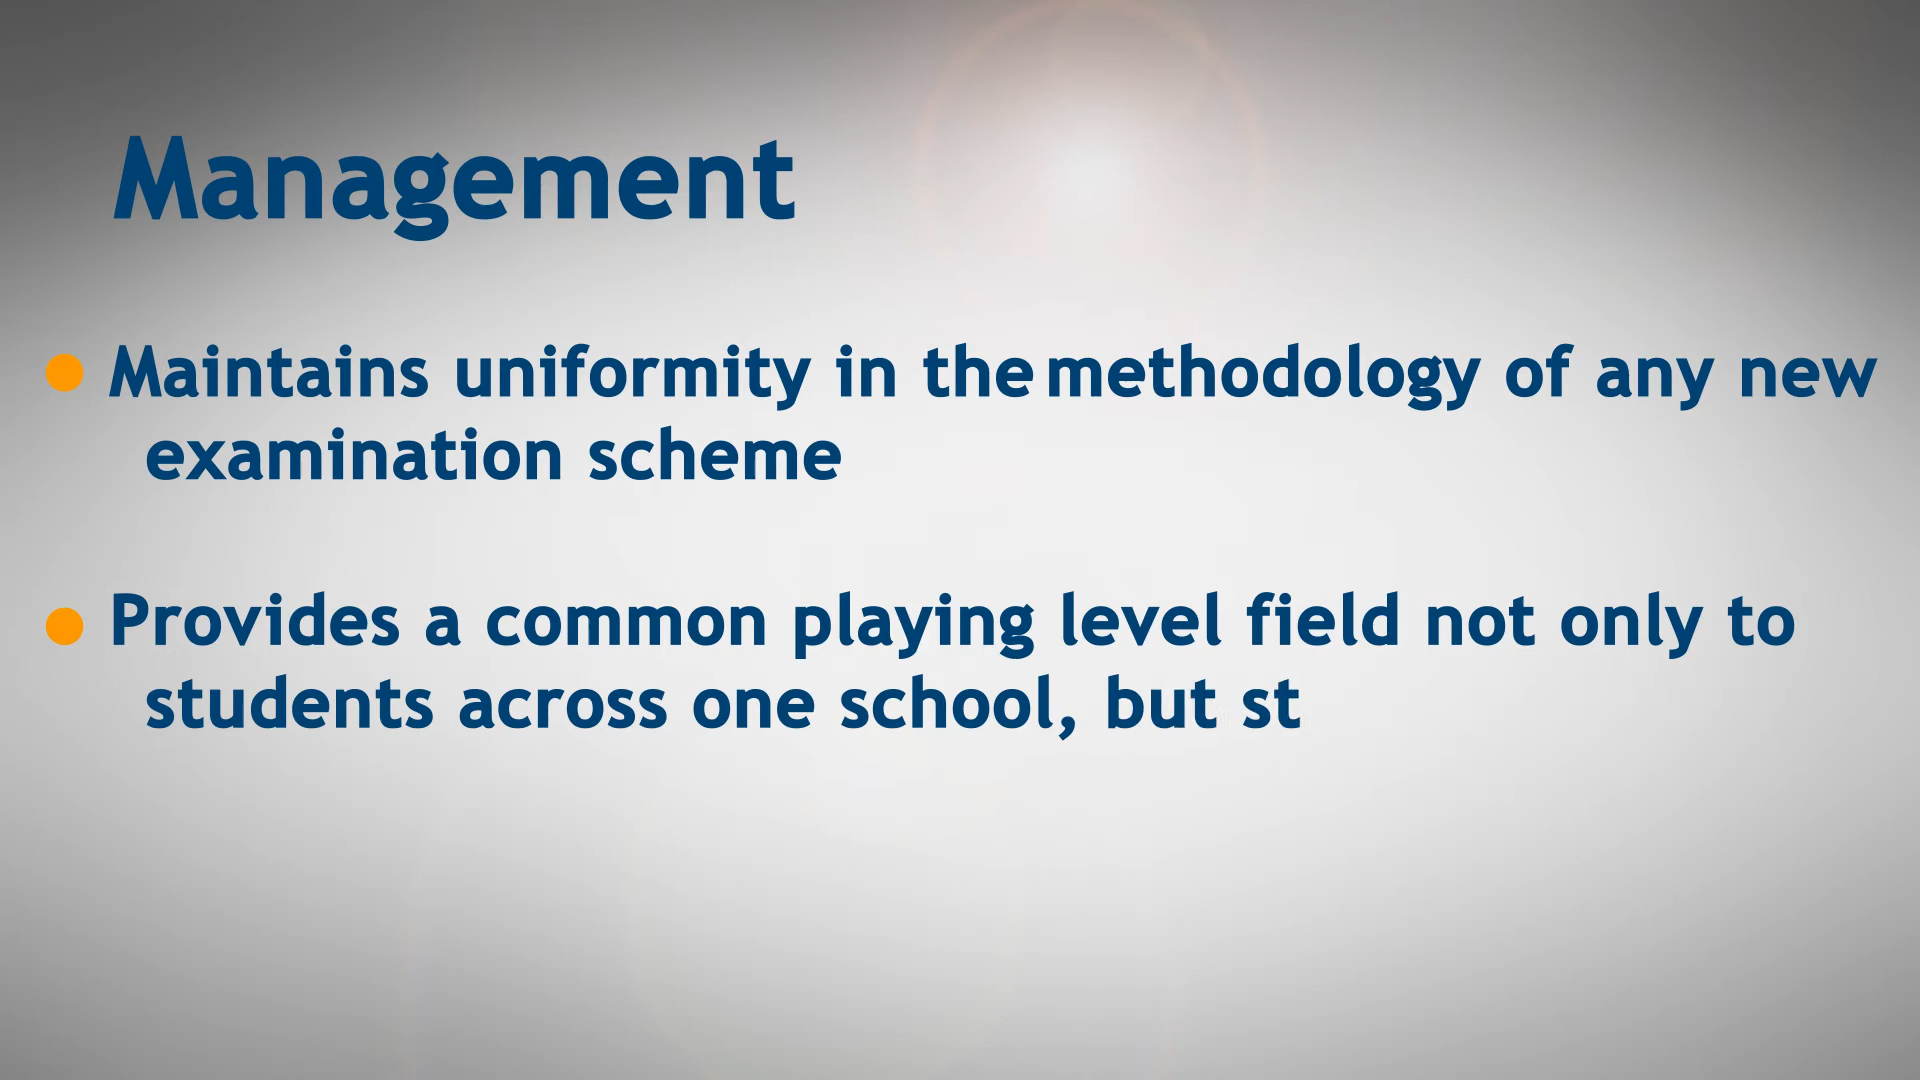 Management
Maintains uniformity in the methodology of any new
examination scheme
Provides a common playing level field not only to
students across one school, but st